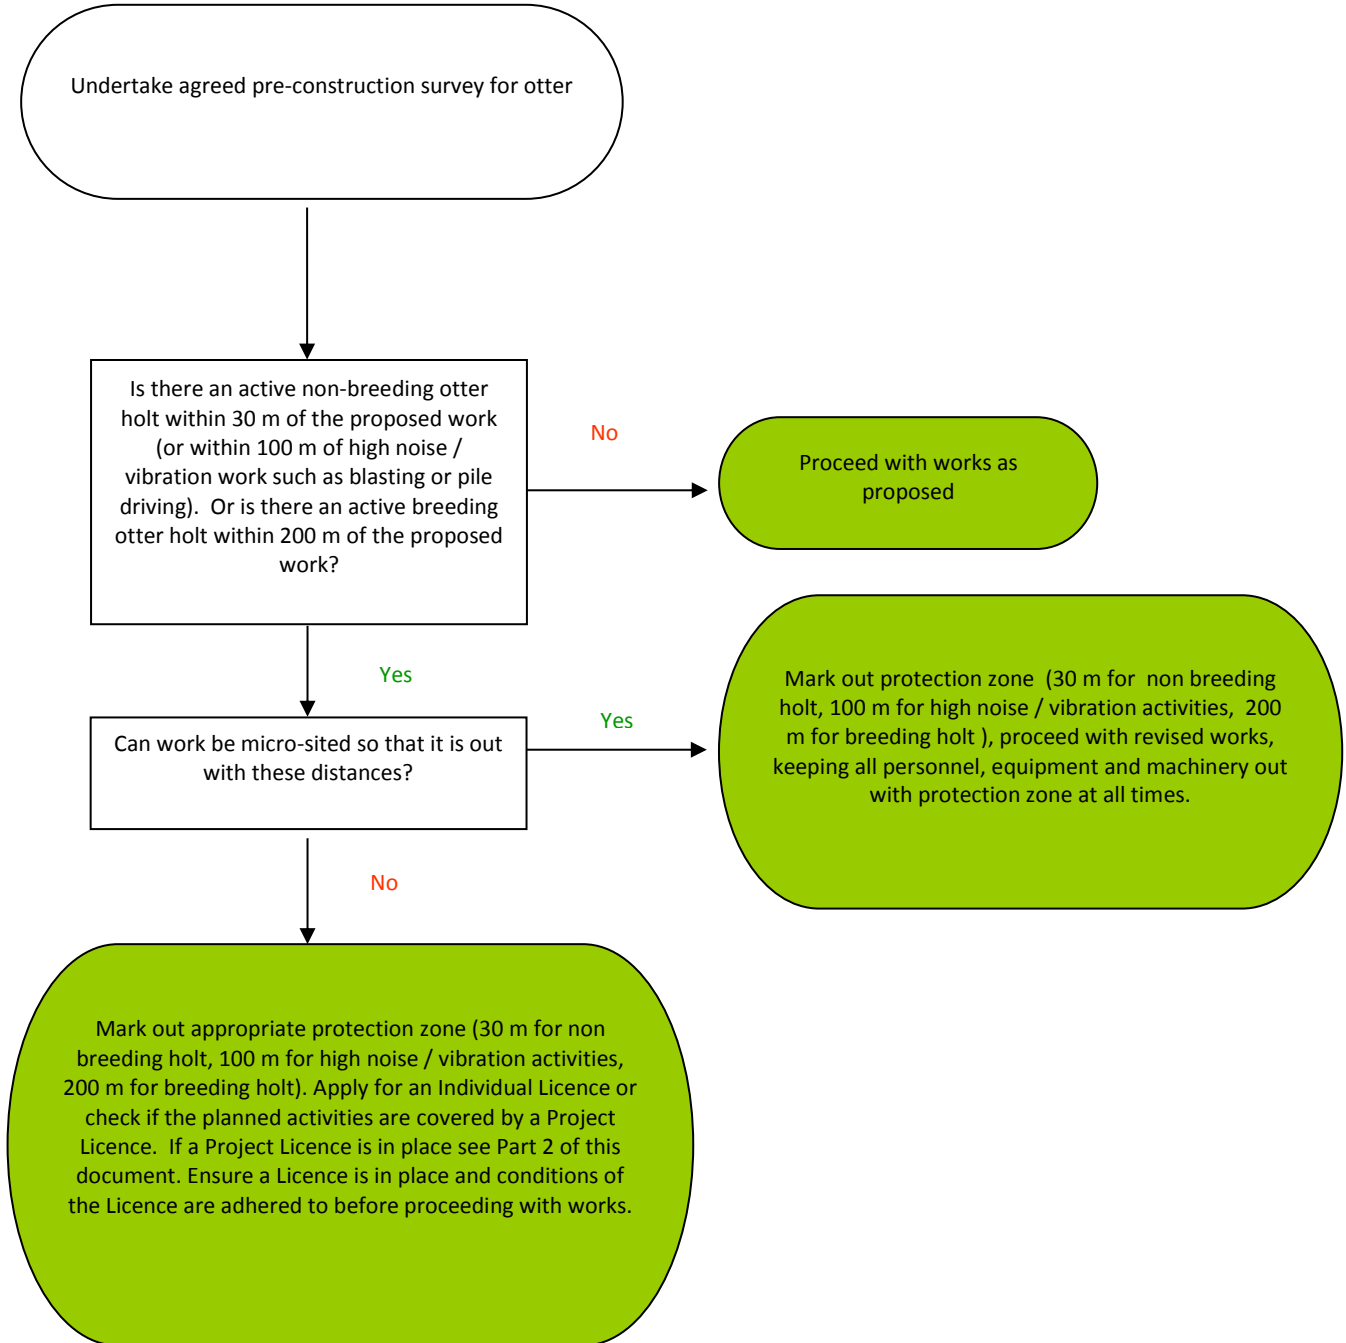 Undertake agreed pre-construction survey for otter
Is there an active non-breeding otter
holt within 30 m of the proposed work
(or within 100 m of high noise /
vibration work such as blasting or pile
driving).  Or is there an active breeding
otter holt within 200 m of the proposed
work?
No
Proceed with works as
proposed
Yes
Can work be micro-sited so that it is out
with these distances?
Yes
Mark out protection zone  (30 m for  non breeding
holt, 100 m for high noise / vibration activities,  200
m for breeding holt ), proceed with revised works,
keeping all personnel, equipment and machinery out
with protection zone at all times.
No
Mark out appropriate protection zone (30 m for non
breeding holt, 100 m for high noise / vibration activities,
200 m for breeding holt). Apply for an Individual Licence or
check if the planned activities are covered by a Project
Licence.  If a Project Licence is in place see Part 2 of this
document. Ensure a Licence is in place and conditions of
the Licence are adhered to before proceeding with works.